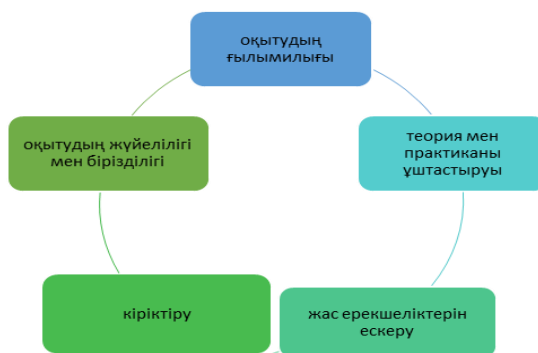 оқытудың
ғылымилығы
теория мен
практиканы
ұштастыруы
жас ерекшеліктерін
ескеру
кіріктіру
оқытудың жүйелілігі
мен бірізділігі